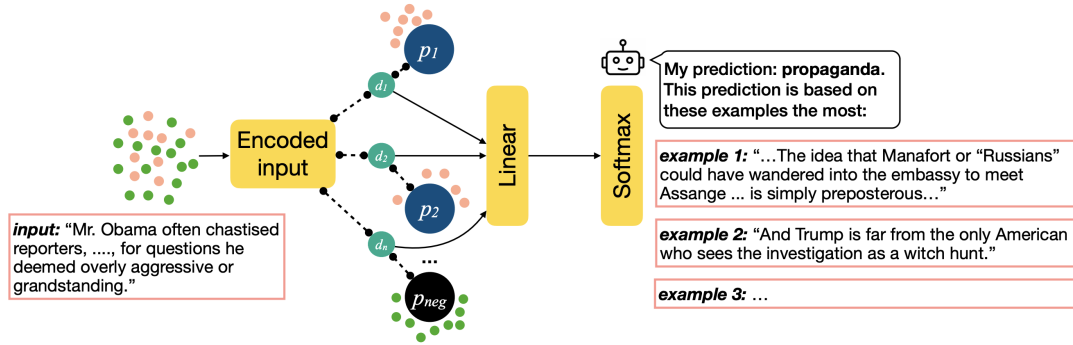 input: “Mr. Obama often chastised
reporters, ...., for questions he
deemed overly aggressive or
grandstanding.”
Encoded
input
p1
d1
d2
p2
dn
...
pneg
Linear
Softmax
My prediction: propaganda.
This prediction is based on
these examples the most:
example 1: “…The idea that Manafort or “Russians”
could have wandered into the embassy to meet
Assange ... is simply preposterous…”
example 2: “And Trump is far from the only American
who sees the investigation as a witch hunt.”
example 3: …